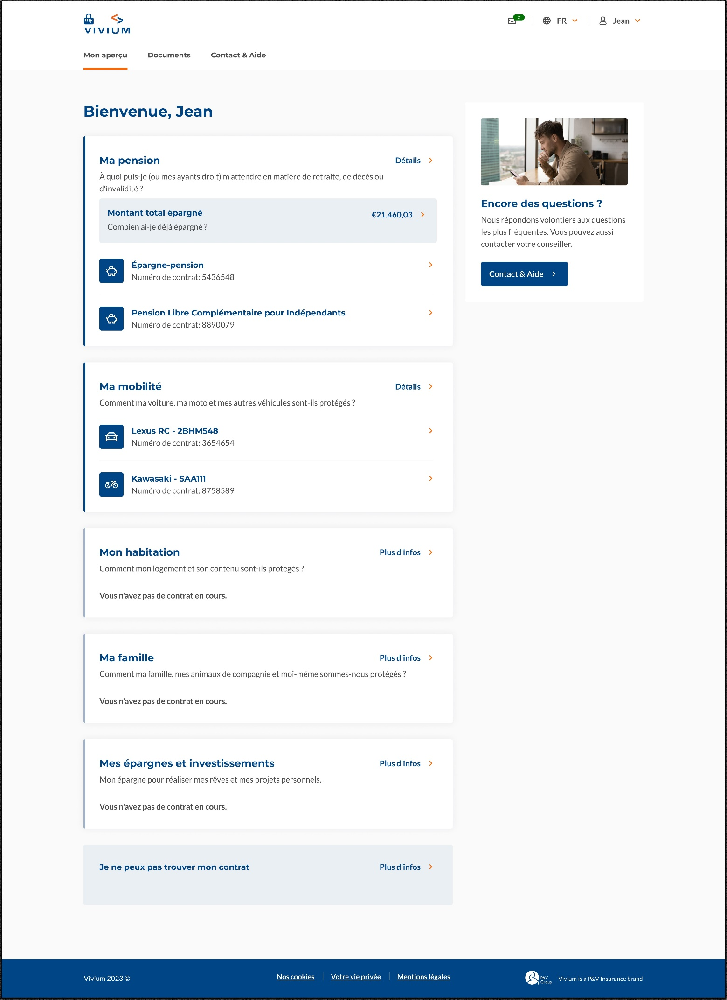 my
VIVIUM
2
FR
Jean
Mon aperçu
Documents
Contact & Aide
Bienvenue, Jean
Ma pension
Détails
À quoi puis-je (ou mes ayants droit) m'attendre en matière de retraite, de décès ou
d'invalidité ?
Montant total épargné
€21.460,03
Combien ai-je déjà épargné ?
Épargne-pension
Numéro de contrat: 5436548
Pension Libre Complémentaire pour Indépendants
Numéro de contrat: 8890079
Encore des questions ?
Nous répondons volontiers aux questions
les plus fréquentes. Vous pouvez aussi
contacter votre conseiller.
Contact & Aide
Ma mobilité
Détails
Comment ma voiture, ma moto et mes autres véhicules sont-ils protégés ?
Lexus RC - 2BHM548
Numéro de contrat: 3654654
Kawasaki - SAA111
Numéro de contrat: 8758589
Mon habitation
Plus d'infos
Comment mon logement et son contenu sont-ils protégés ?
Vous n'avez pas de contrat en cours.
Ma famille
Plus d'infos
Comment ma famille, mes animaux de compagnie et moi-même sommes-nous protégés ?
Vous n'avez pas de contrat en cours.
Mes épargnes et investissements
Plus d'infos
Mon épargne pour réaliser mes rêves et mes projets personnels.
Vous n'avez pas de contrat en cours.
Je ne peux pas trouver mon contrat
Plus d'infos
Vivium 2023 ©
Nos cookies
Votre vie privée
Mentions légales
P&V
Group
Vivium is a P&V Insurance brand